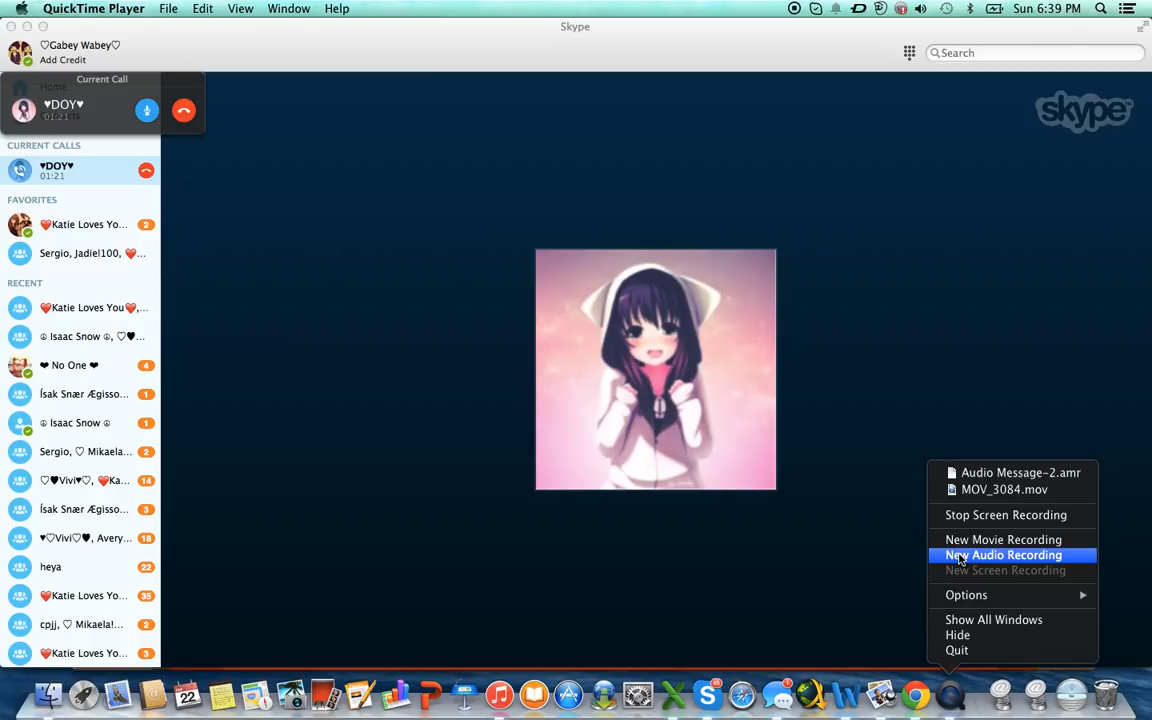 QuickTime Player File Edit View Window Help Sun 6:39 PM
Skype
♡Gabey Wabey♡
Add Credit
Search
Current Call
Home
♥DOY♥
01:21
skype
CURRENT CALLS
♥DOY♥
01:21
FAVORITES
❤Katie Loves Yo... 2
Sergio, Jadiel100, ❤...
RECENT
❤Katie Loves You♥,...
☮ Isaac Snow ☮, ♡♥...
❤ No One ❤ 4
Ísak Snær Ægisso... 1
☮ Isaac Snow ☮ 1
Sergio, ♡ Mikaela... 2
♡♥Vivi♥♡, ❤Ka... 14
Ísak Snær Ægisso... 3
♥♡Vivi♡♥, Avery... 18
heya 22
❤Katie Loves Yo... 35
cpjj, ♡ Mikaela!... 2
❤Katie Loves Yo... 3
Audio Message-2.amr
MOV_3084.mov
Stop Screen Recording
New Movie Recording
New Audio Recording
New Screen Recording
Options
Show All Windows
Hide
Quit
22
1